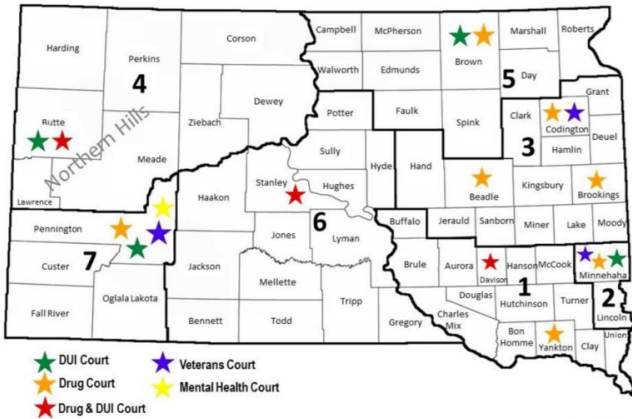 Harding
Perkins
Corson
Campbell
McPherson
Brown
Marshall
Roberts
4
Walworth
Edmunds
5
Day
Dewey
Grant
Butte
Northern Hills
Ziebach
Potter
Faulk
Spink
Clark
Codington
3
Deuel
Meade
Sully
Hamlin
Hyde
Hand
Lawrence
Haakon
Stanley
Hughes
Beadle
Kingsbury
Brookings
Pennington
6
Buffalo
Jerauld
Sanborn
Miner
Lake
Moody
Jones
Lyman
Custer
7
Jackson
Brule
Aurora
Davison
Hanson
McCook
Minnehaha
1
Oglala Lakota
Mellette
Douglas
2
Fall River
Tripp
Hutchinson
Turner
Lincoln
Bennett
Todd
Gregory
Charles
Mix
Bon
Homme
Yankton
Clay
Union
DUI Court
Veterans Court
Drug Court
Mental Health Court
Drug & DUI Court